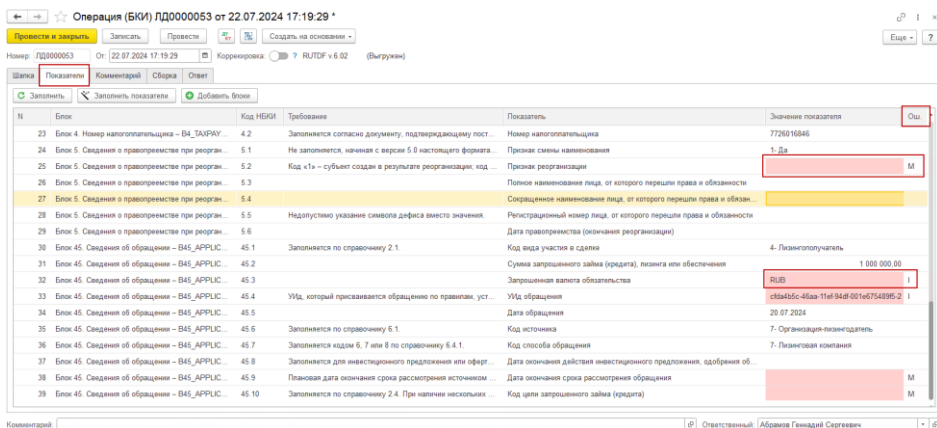 Операция (БКИ) ЛД0000053 от 22.07.2024 17:19:29 *
Провести и закрыть Записать Провести Создать на основании Еще ?
Номер: ЛД0000053 От: 22.07.2024 17:19:29 Корректировка: ? RUTDF v.6.02 (Выгружен)
Шапка Показатели Комментарий Сборка Ответ
Заполнить Заполнить показатели Добавить блоки
N Блок Код НБКИ Требование Показатель Значение показателя Ош.
23 Блок 4. Номер налогоплательщика – B4_TAXPAY... 4.2 Заполняется согласно документу, подтверждающему пост... Номер налогоплательщика 7726016846
24 Блок 5. Сведения о правопреемстве при реорган... 5.1 Не заполняется, начиная с версии 5.0 настоящего формата... Признак смены наименования 1- Да
25 Блок 5. Сведения о правопреемстве при реорган... 5.2 Код «1» – субъект создан в результате реорганизации; код ... Признак реорганизации М
26 Блок 5. Сведения о правопреемстве при реорган... 5.3 Полное наименование лица, от которого перешли права и обязанности
27 Блок 5. Сведения о правопреемстве при реорган... 5.4 Сокращенное наименование лица, от которого перешли права и обязан...
28 Блок 5. Сведения о правопреемстве при реорган... 5.5 Недопустимо указание символа дефиса вместо значения. Регистрационный номер лица, от которого перешли права и обязанности
29 Блок 5. Сведения о правопреемстве при реорган... 5.6 Дата правопреемства (окончания реорганизации)
30 Блок 45. Сведения об обращении – B45_APPLIC... 45.1 Заполняется по справочнику 2.1. Код вида участия в сделке 4- Лизингополучатель
31 Блок 45. Сведения об обращении – B45_APPLIC... 45.2 Сумма запрошенного займа (кредита), лизинга или обеспечения 1 000 000,00
32 Блок 45. Сведения об обращении – B45_APPLIC... 45.3 Запрошенная валюта обязательства RUB I
33 Блок 45. Сведения об обращении – B45_APPLIC... 45.4 УИд, который присваивается обращению по правилам, уст... УИд обращения cfda4b5c-46aa-11ef-94df-001e675489f5-2 I
34 Блок 45. Сведения об обращении – B45_APPLIC... 45.5 Дата обращения 20.07.2024
35 Блок 45. Сведения об обращении – B45_APPLIC... 45.6 Заполняется по справочнику 6.1. Код источника 7- Организация-лизингодатель
36 Блок 45. Сведения об обращении – B45_APPLIC... 45.7 Заполняется кодом 6, 7 или 8 по справочнику 6.4.1. Код способа обращения 7- Лизинговая компания
37 Блок 45. Сведения об обращении – B45_APPLIC... 45.8 Заполняется для инвестиционного предложения или оферт... Дата окончания действия инвестиционного предложения, одобрения об...
38 Блок 45. Сведения об обращении – B45_APPLIC... 45.9 Плановая дата окончания срока рассмотрения источником ... Дата окончания срока рассмотрения обращения М
39 Блок 45. Сведения об обращении – B45_APPLIC... 45.10 Заполняется по справочнику 2.4. При наличии нескольких ... Код цели запрошенного займа (кредита) М
Комментарий: Ответственный: Абрамов Геннадий Сергеевич